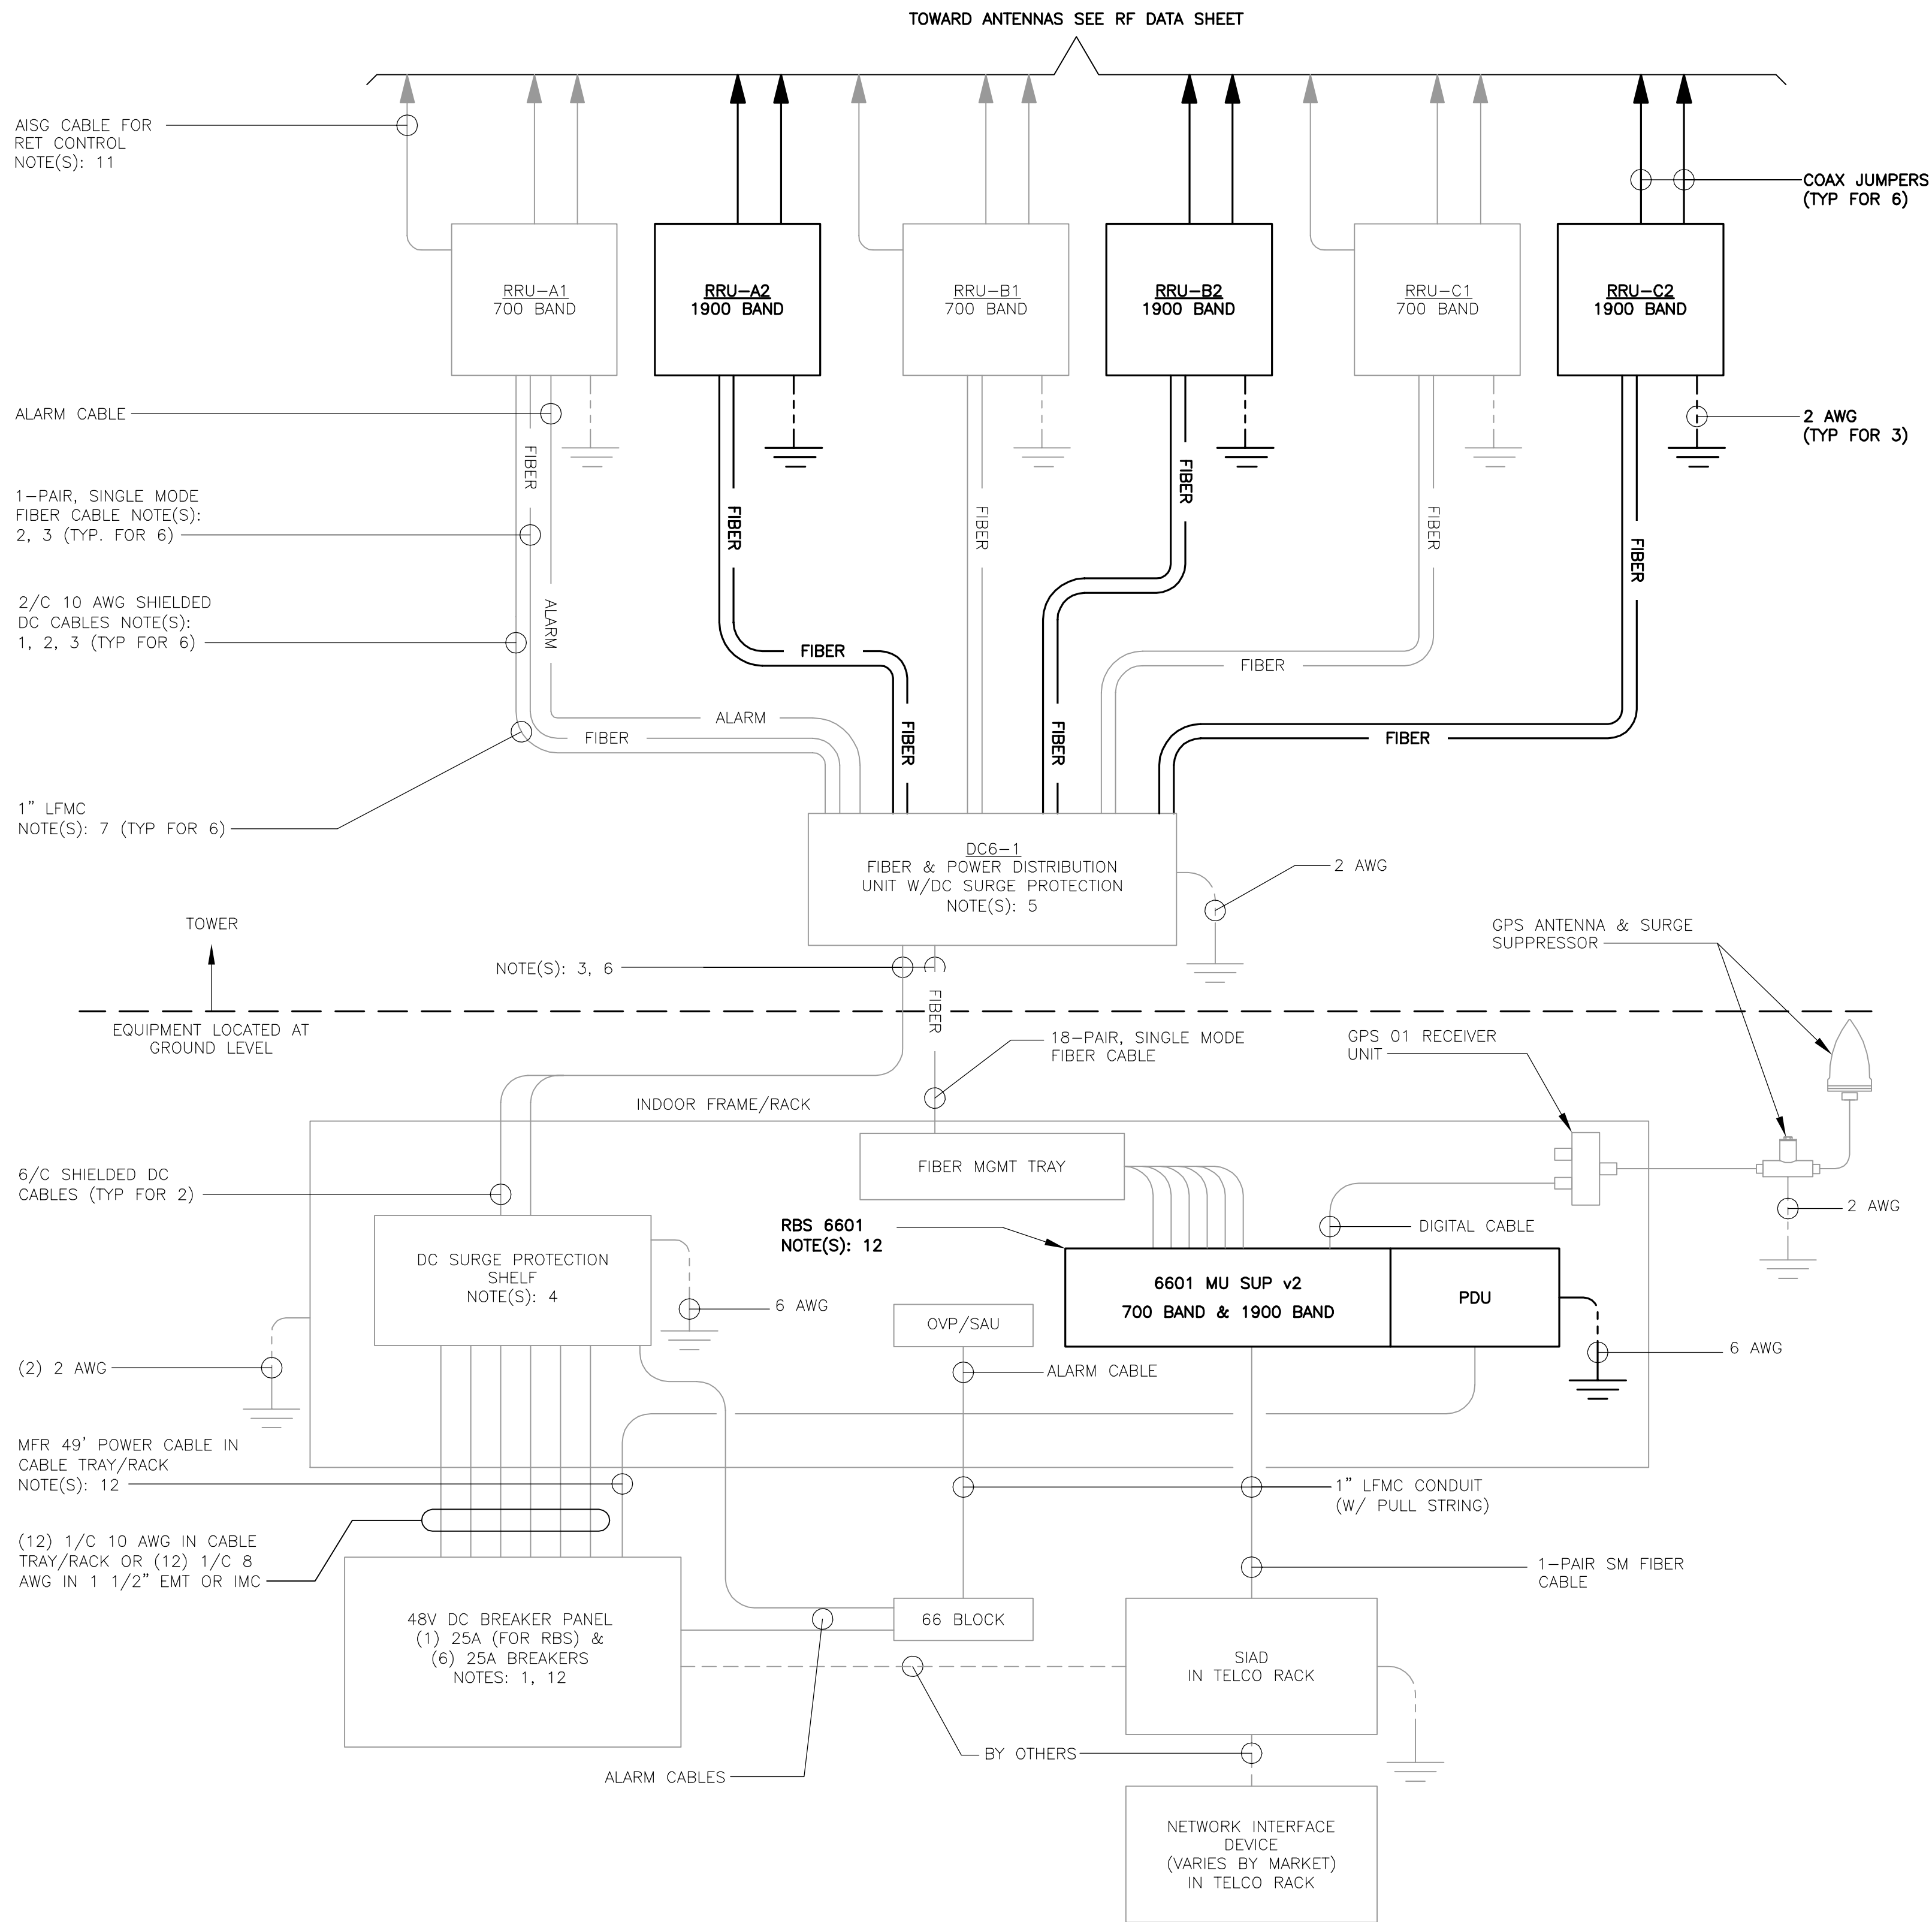 TOWARD ANTENNAS SEE RF DATA SHEET
AISG CABLE FOR
RET CONTROL
NOTE(S): 11
COAX JUMPERS
(TYP FOR 6)
RRU-A1
700 BAND
RRU-A2
1900 BAND
RRU-B1
700 BAND
RRU-B2
1900 BAND
RRU-C1
700 BAND
RRU-C2
1900 BAND
ALARM CABLE
2 AWG
(TYP FOR 3)
FIBER
FIBER
FIBER
FIBER
FIBER
FIBER
1-PAIR, SINGLE MODE
FIBER CABLE NOTE(S):
2, 3 (TYP. FOR 6)
2/C 10 AWG SHIELDED
DC CABLES NOTE(S):
1, 2, 3 (TYP FOR 6)
ALARM
FIBER
FIBER
ALARM
FIBER
FIBER
FIBER
FIBER
1" LFMC
NOTE(S): 7 (TYP FOR 6)
DC6-1
FIBER & POWER DISTRIBUTION
UNIT W/DC SURGE PROTECTION
NOTE(S): 5
2 AWG
TOWER
GPS ANTENNA & SURGE
SUPPRESSOR
NOTE(S): 3, 6
FIBER
EQUIPMENT LOCATED AT
GROUND LEVEL
18-PAIR, SINGLE MODE
FIBER CABLE
GPS 01 RECEIVER
UNIT
INDOOR FRAME/RACK
FIBER MGMT TRAY
6/C SHIELDED DC
CABLES (TYP FOR 2)
2 AWG
RBS 6601
NOTE(S): 12
DIGITAL CABLE
DC SURGE PROTECTION
SHELF
NOTE(S): 4
6601 MU SUP v2
700 BAND & 1900 BAND
PDU
6 AWG
OVP/SAU
6 AWG
(2) 2 AWG
ALARM CABLE
MFR 49' POWER CABLE IN
CABLE TRAY/RACK
NOTE(S): 12
1" LFMC CONDUIT
(W/ PULL STRING)
(12) 1/C 10 AWG IN CABLE
TRAY/RACK OR (12) 1/C 8
AWG IN 1 1/2" EMT OR IMC
1-PAIR SM FIBER
CABLE
48V DC BREAKER PANEL
(1) 25A (FOR RBS) &
(6) 25A BREAKERS
NOTES: 1, 12
66 BLOCK
SIAD
IN TELCO RACK
BY OTHERS
ALARM CABLES
NETWORK INTERFACE
DEVICE
(VARIES BY MARKET)
IN TELCO RACK